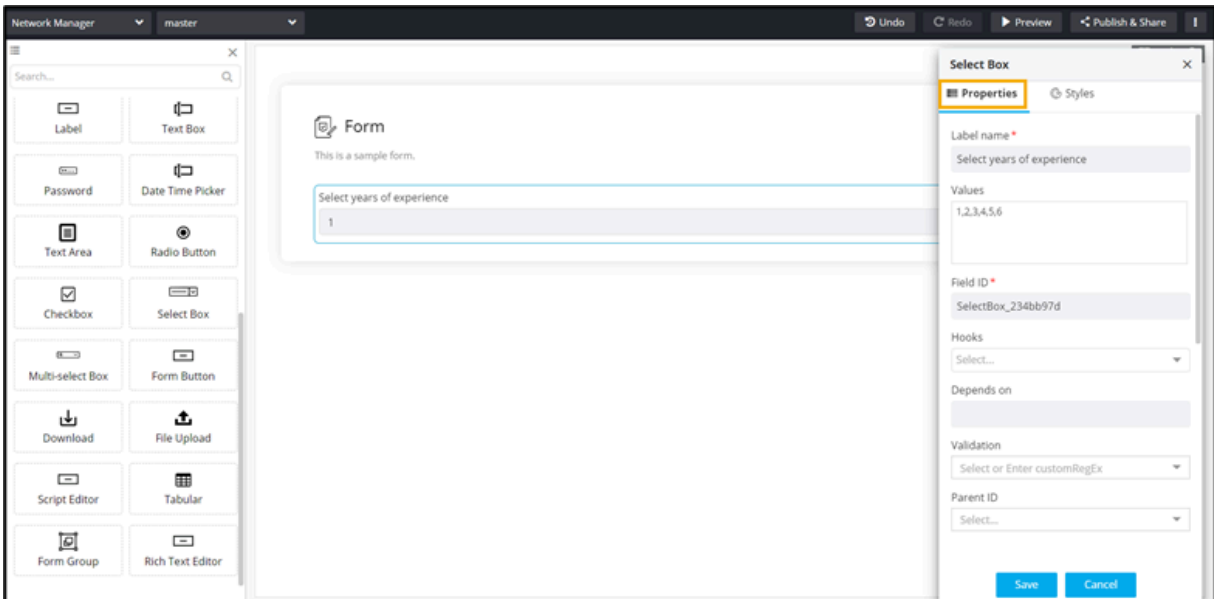 Network Manager
master
Undo
Redo
Preview
Publish & Share
Search...
Label
Text Box
Password
Date Time Picker
Text Area
Radio Button
Checkbox
Select Box
Multi-select Box
Form Button
Download
File Upload
Script Editor
Tabular
Form Group
Rich Text Editor
Form
This is a sample form.
Select years of experience
1
Select Box
Properties
Styles
Label name *
Select years of experience
Values
1,2,3,4,5,6
Field ID *
SelectBox_234bb97d
Hooks
Select...
Depends on
Validation
Select or Enter customRegEx
Parent ID
Select...
Save
Cancel